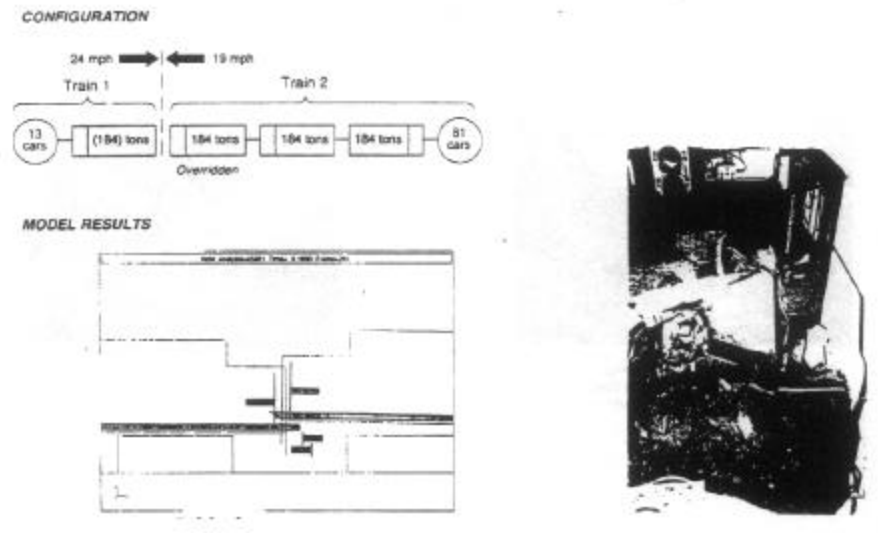 CONFIGURATION
24 mph 19 mph
Train 1 Train 2
13 cars (184) tons 184 tons 184 tons 184 tons 81 cars
Overridden
MODEL RESULTS